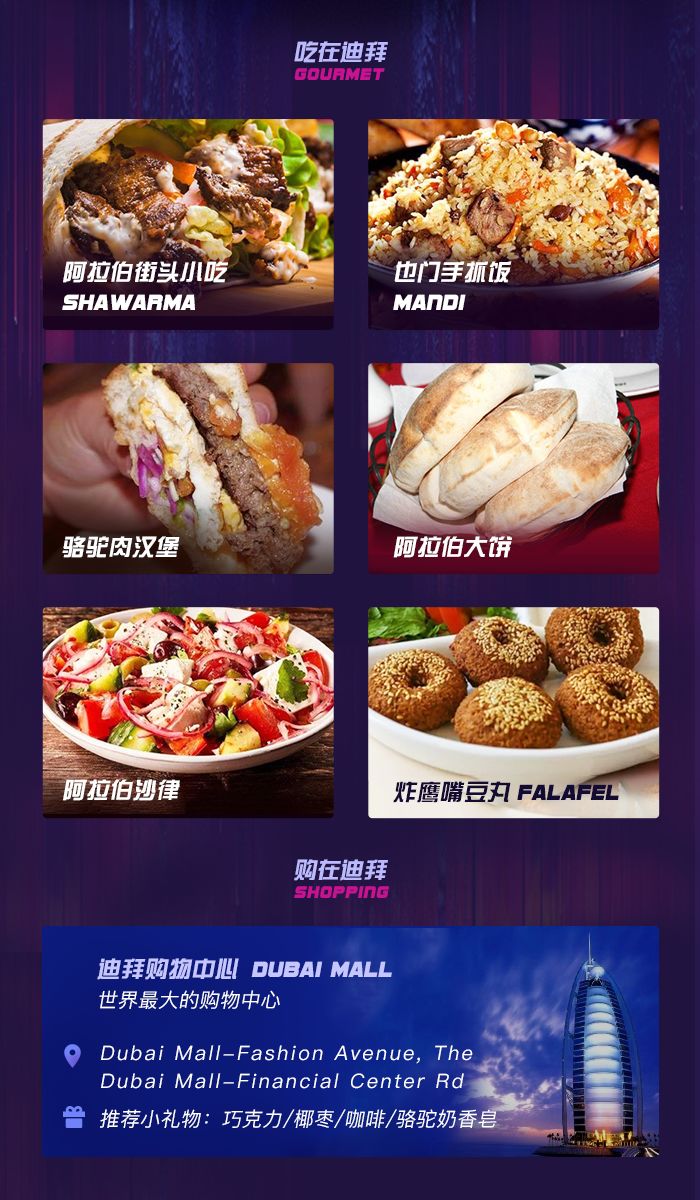 吃在迪拜
GOURMET
阿拉伯街头小吃
SHAWARMA
也门手抓饭
MANDI
骆驼肉汉堡
阿拉伯大饼
阿拉伯沙律
炸鹰嘴豆丸 FALAFEL
购在迪拜
SHOPPING
迪拜购物中心 DUBAI MALL
世界最大的购物中心
Dubai Mall–Fashion Avenue, The
Dubai Mall–Financial Center Rd
推荐小礼物：巧克力/椰枣/咖啡/骆驼奶香皂